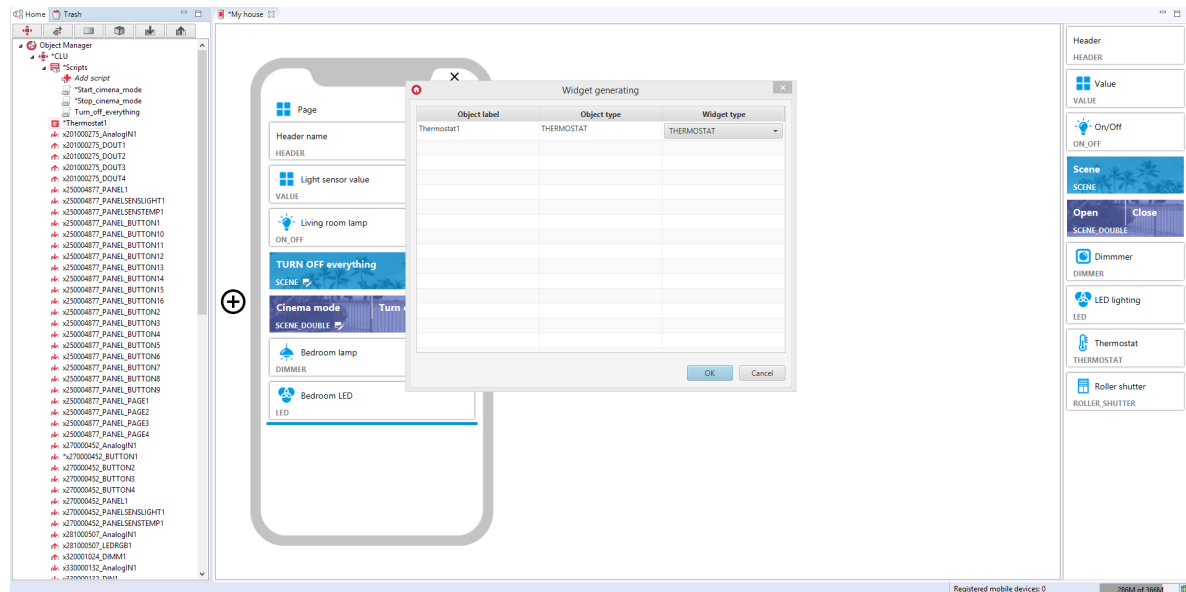 Home Trash
Object Manager
*CLU
*Scripts
Add script
*Start_cimena_mode
*Stop_cinema_mode
Turn_off_everything
*Thermostat1
x201000275_AnalogIN1
x201000275_DOUT1
x201000275_DOUT2
x201000275_DOUT3
x201000275_DOUT4
x250004877_PANEL1
x250004877_PANELSENSLIGHT1
x250004877_PANELSENSTEMP1
x250004877_PANEL_BUTTON1
x250004877_PANEL_BUTTON10
x250004877_PANEL_BUTTON11
x250004877_PANEL_BUTTON12
x250004877_PANEL_BUTTON13
x250004877_PANEL_BUTTON14
x250004877_PANEL_BUTTON15
x250004877_PANEL_BUTTON16
x250004877_PANEL_BUTTON2
x250004877_PANEL_BUTTON3
x250004877_PANEL_BUTTON4
x250004877_PANEL_BUTTON5
x250004877_PANEL_BUTTON6
x250004877_PANEL_BUTTON7
x250004877_PANEL_BUTTON8
x250004877_PANEL_BUTTON9
x250004877_PANEL_PAGE1
x250004877_PANEL_PAGE2
x250004877_PANEL_PAGE3
x250004877_PANEL_PAGE4
x270000452_AnalogIN1
*x270000452_BUTTON1
x270000452_BUTTON2
x270000452_BUTTON3
x270000452_BUTTON4
x270000452_PANEL1
x270000452_PANELSENSLIGHT1
x270000452_PANELSENSTEMP1
x281000507_AnalogIN1
x281000507_LEDRGB1
x320001024_DIMM1
x330000132_AnalogIN1
x330000132_DIN1
*My house
Page
Header name
HEADER
Light sensor value
VALUE
Living room lamp
ON_OFF
TURN OFF everything
SCENE
Cinema mode Turn
SCENE_DOUBLE
Bedroom lamp
DIMMER
Bedroom LED
LED
Widget generating
Object label Object type Widget type
Thermostat1 THERMOSTAT THERMOSTAT
OK Cancel
Header
HEADER
Value
VALUE
On/Off
ON_OFF
Scene
SCENE
Open Close
SCENE_DOUBLE
Dimmmer
DIMMER
LED lighting
LED
Thermostat
THERMOSTAT
Roller shutter
ROLLER_SHUTTER
Registered mobile devices: 0 286M of 366M